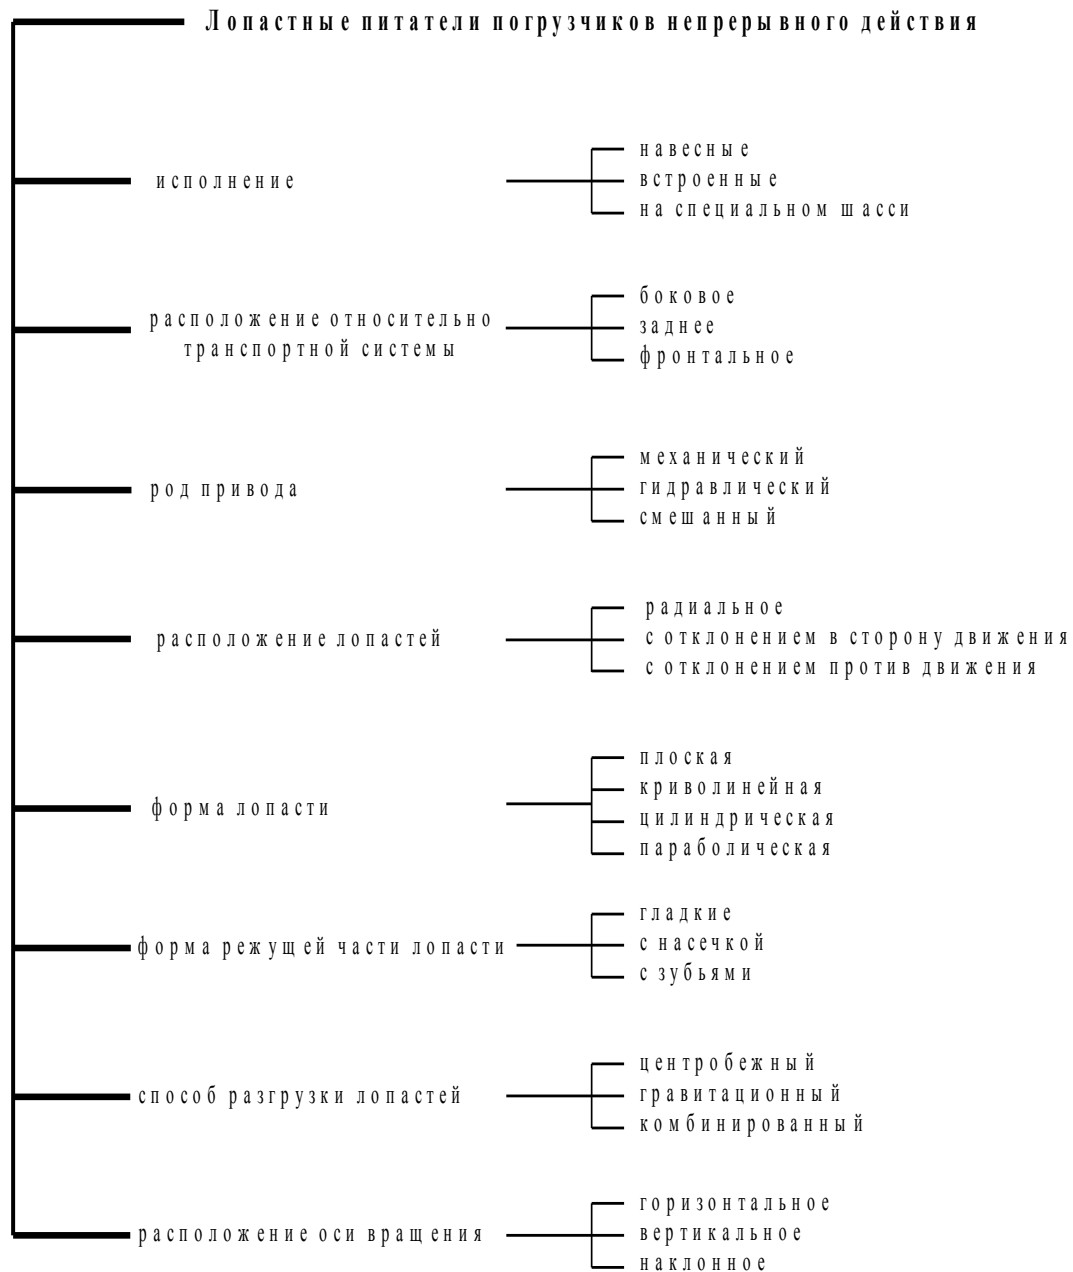 Лопастные питатели погрузчиков непрерывного действия
исполнение
навесные
встроенные
на специальном шасси
расположение относительно
транспортной системы
боковое
заднее
фронтальное
род привода
механический
гидравлический
смешанный
расположение лопастей
радиальное
с отклонением в сторону движения
с отклонением против движения
форма лопасти
плоская
криволинейная
цилиндрическая
параболическая
форма режущей части лопасти
гладкие
с насечкой
с зубьями
способ разгрузки лопастей
центробежный
гравитационный
комбинированный
расположение оси вращения
горизонтальное
вертикальное
наклонное